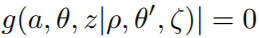 g(a, θ, z|ρ, θ′, ζ)| = 0